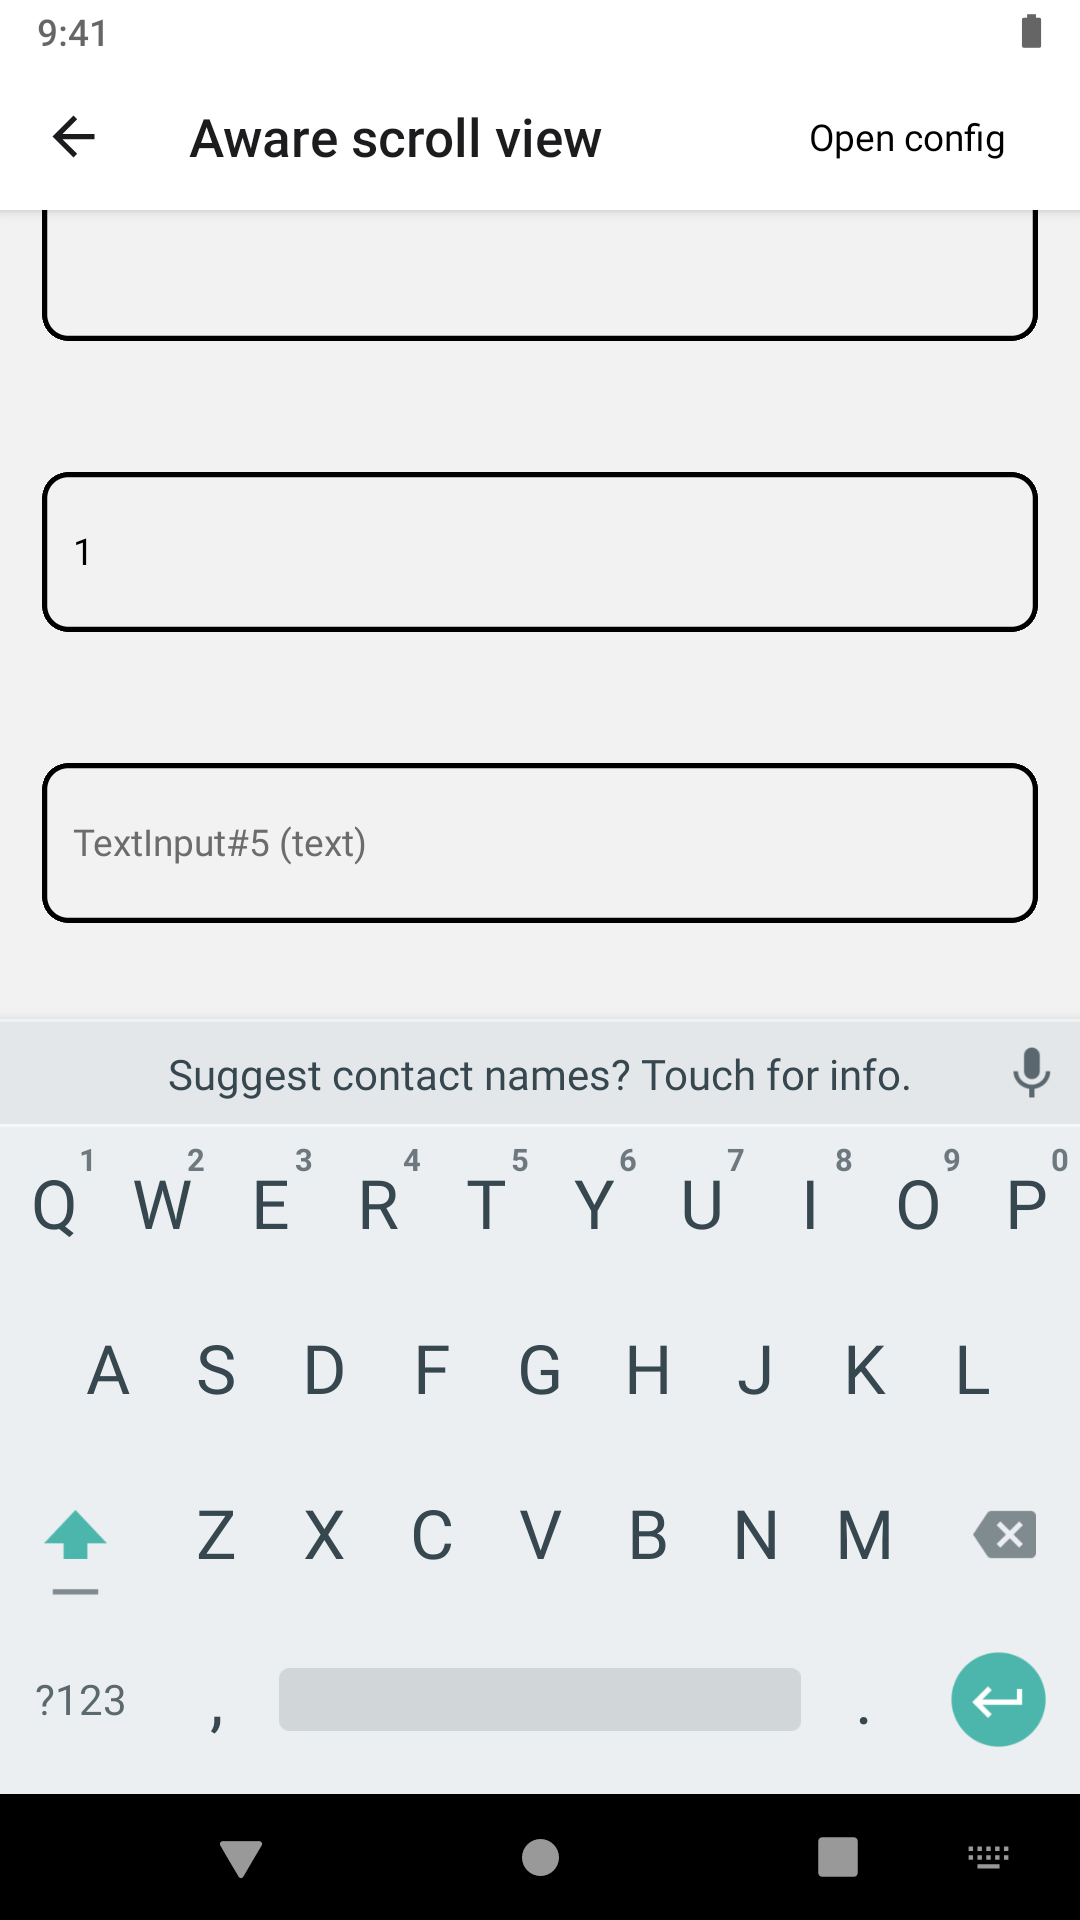 9:41
Aware scroll view
Open config
1
TextInput#5 (text)
Suggest contact names? Touch for info.
1 2 3 4 5 6 7 8 9 0
Q W E R T Y U I O P
A S D F G H J K L
Z X C V B N M
?123 , .